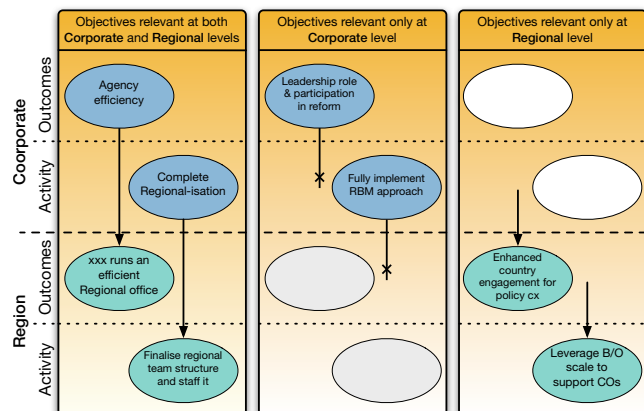 Objectives relevant at both
Corporate and Regional levels
Objectives relevant only at
Corporate level
Objectives relevant only at
Regional level
Coorporate
Outcomes
Agency
efficiency
Leadership role
& participation
in reform
Activity
Complete
Regional-isation
Fully implement
RBM approach
Region
Outcomes
xxx runs an
efficient
Regional office
Enhanced
country
engagement for
policy cx
Activity
Finalise regional
team structure
and staff it
Leverage B/O
scale to
support COs